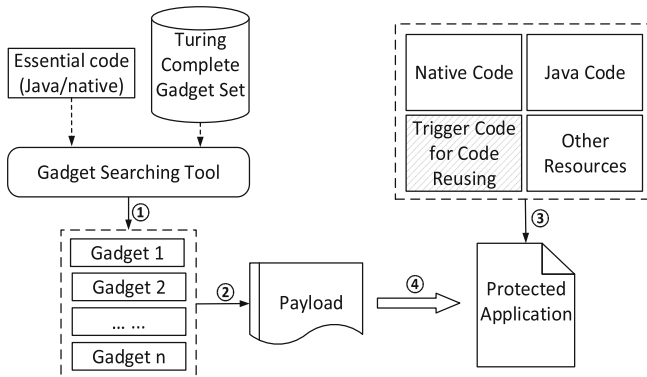 Essential code
(Java/native)
Turing
Complete
Gadget Set
Gadget Searching Tool
①
Gadget 1
Gadget 2
... ...
Gadget n
②
Payload
④
Native Code
Java Code
Trigger Code
for Code
Reusing
Other
Resources
③
Protected
Application